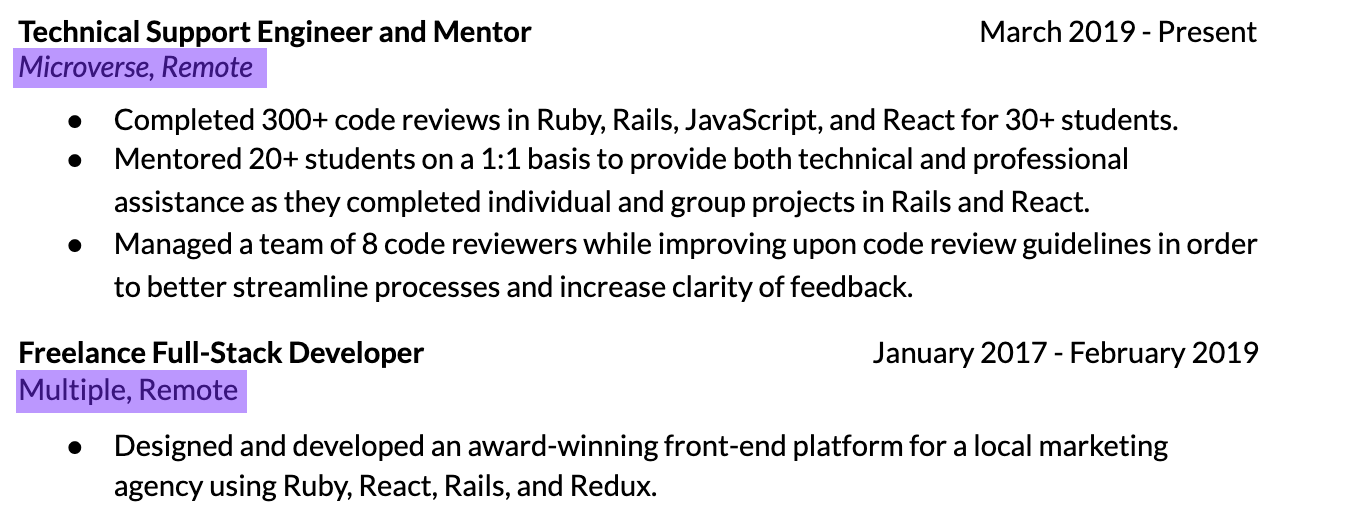 Technical Support Engineer and Mentor March 2019 - Present
Microverse, Remote
● Completed 300+ code reviews in Ruby, Rails, JavaScript, and React for 30+ students.
● Mentored 20+ students on a 1:1 basis to provide both technical and professional
assistance as they completed individual and group projects in Rails and React.
● Managed a team of 8 code reviewers while improving upon code review guidelines in order
to better streamline processes and increase clarity of feedback.
Freelance Full-Stack Developer January 2017 - February 2019
Multiple, Remote
● Designed and developed an award-winning front-end platform for a local marketing
agency using Ruby, React, Rails, and Redux.